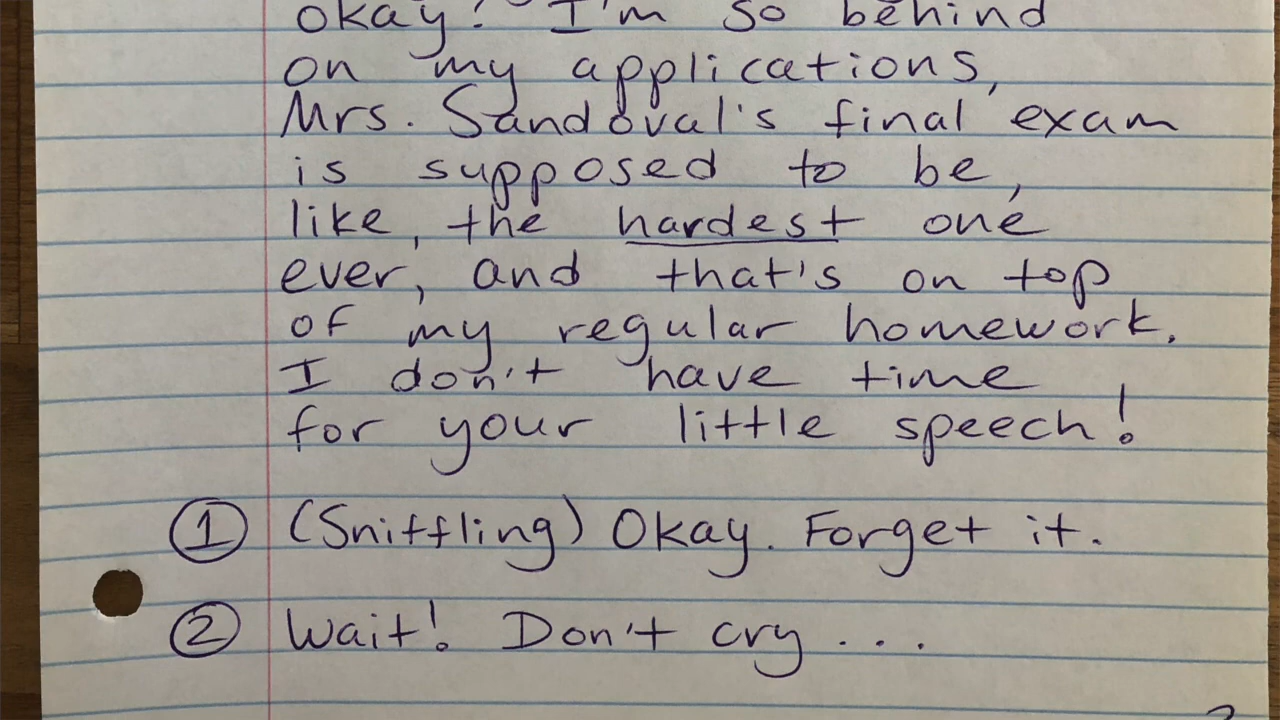 okay? I'm so behind
on my applications,
Mrs. Sandoval's final exam
is supposed to be,
like, the hardest one
ever, and that's on top
of my regular homework.
I don't have time
for your little speech!
① (Sniffling) Okay. Forget it.
② Wait! Don't cry . . .